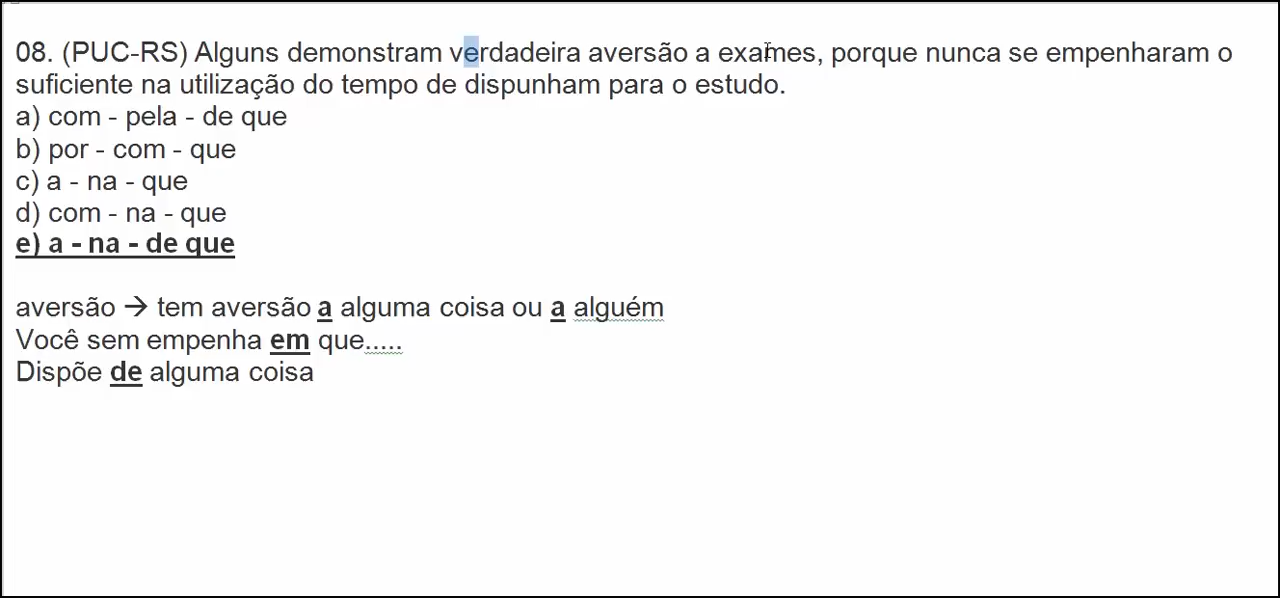 08. (PUC-RS) Alguns demonstram verdadeira aversão a exames, porque nunca se empenharam o
suficiente na utilização do tempo de dispunham para o estudo.
a) com - pela - de que
b) por - com - que
c) a - na - que
d) com - na - que
e) a - na - de que
aversão → tem aversão a alguma coisa ou a alguém
Você sem empenha em que.....
Dispõe de alguma coisa